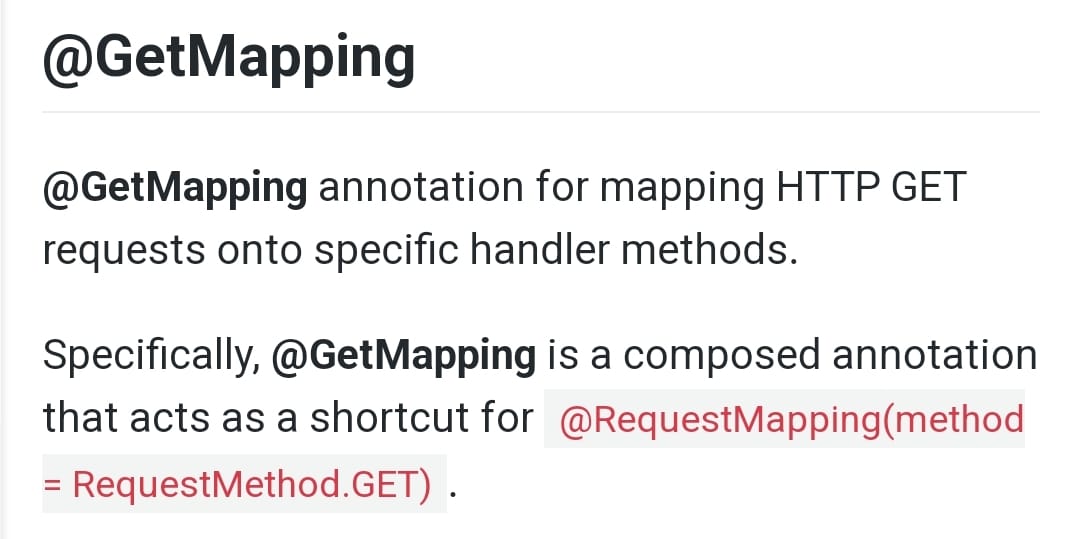 @GetMapping
@GetMapping annotation for mapping HTTP GET
requests onto specific handler methods.
Specifically, @GetMapping is a composed annotation
that acts as a shortcut for @RequestMapping(method
= RequestMethod.GET) .